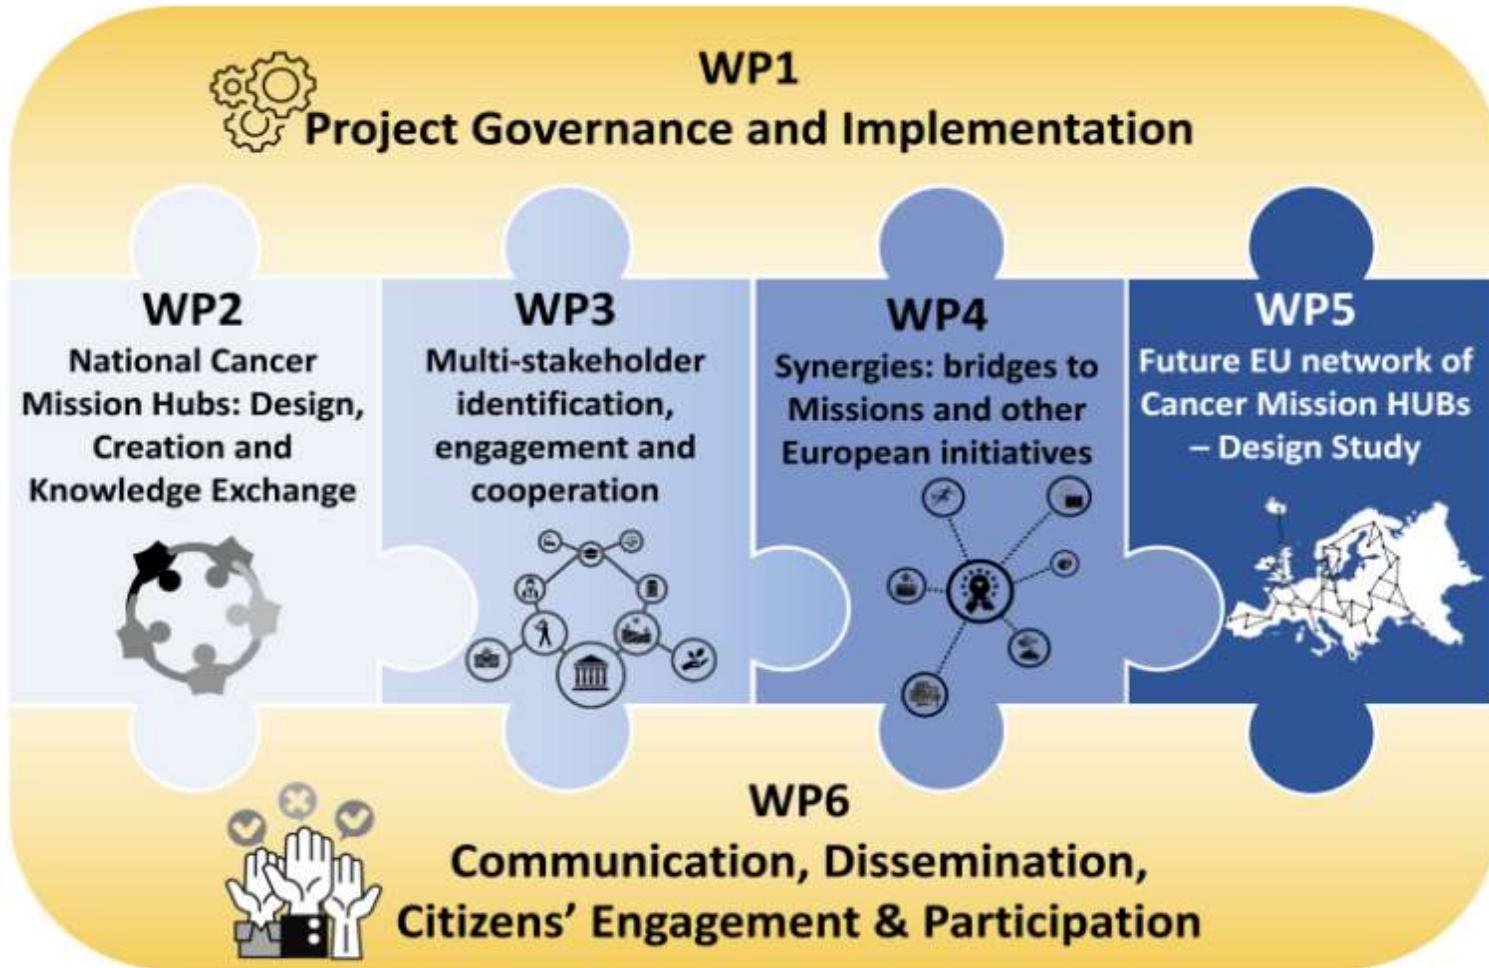 WP1
Project Governance and Implementation
WP2
National Cancer
Mission Hubs: Design,
Creation and
Knowledge Exchange
WP3
Multi-stakeholder
identification,
engagement and
cooperation
WP4
Synergies: bridges to
Missions and other
European initiatives
WP5
Future EU network of
Cancer Mission HUBs
– Design Study
WP6
Communication, Dissemination,
Citizens’ Engagement & Participation